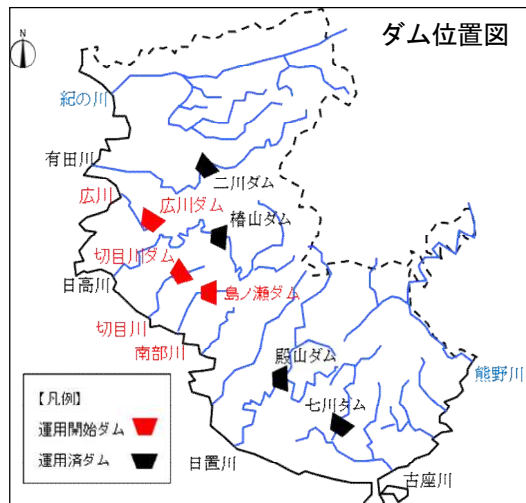 ダム位置図
N
紀の川
有田川
二川ダム
広川
広川ダム
椿山ダム
切目川ダム
日高川
島ノ瀬ダム
切目川
南部川
殿山ダム
熊野川
七川ダム
【凡例】
運用開始ダム
運用済ダム
日置川
古座川